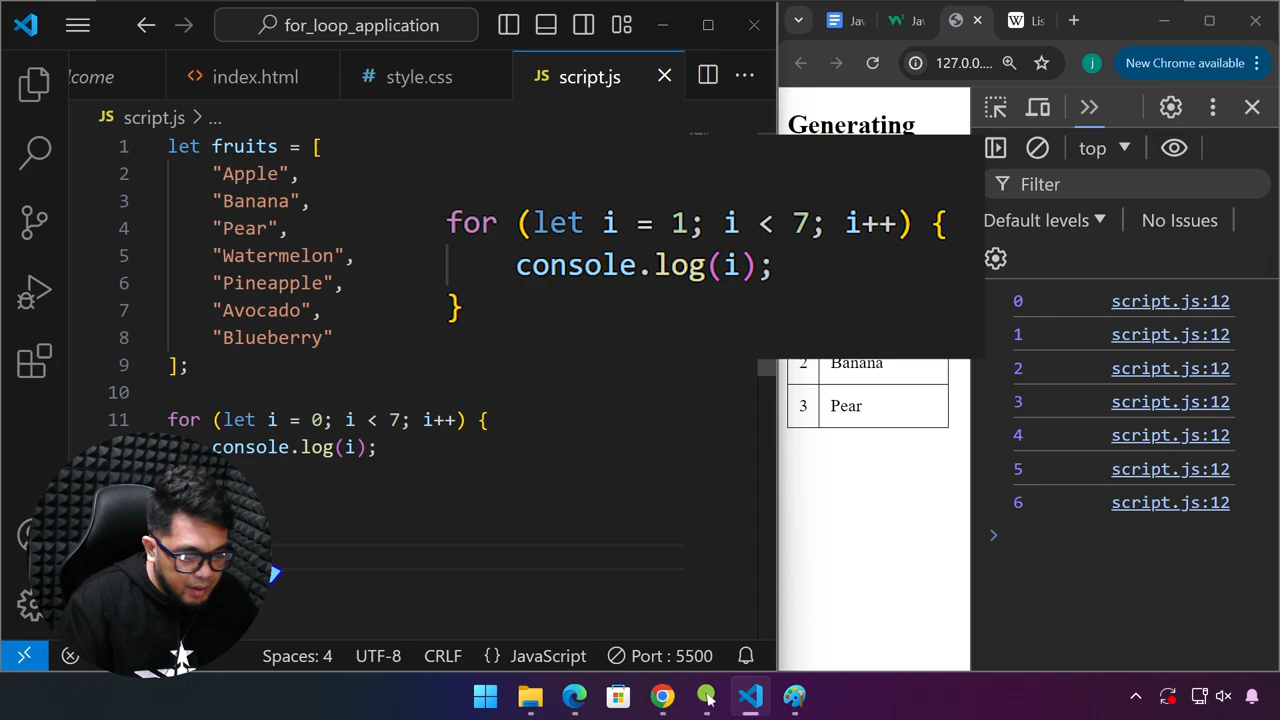 for_loop_application
elcome
index.html
style.css
script.js
script.js > ...
1 let fruits = [
2 "Apple",
3 "Banana",
4 "Pear",
5 "Watermelon",
6 "Pineapple",
7 "Avocado",
8 "Blueberry"
9 ];
10
11 for (let i = 0; i < 7; i++) {
console.log(i);
for (let i = 1; i < 7; i++) {
console.log(i);
}
Spaces: 4 UTF-8 CRLF {} JavaScript Port : 5500
Jav
Jav
Lis
127.0.0....
j
New Chrome available
Generating
2 Banana
3 Pear
top
Filter
Default levels
No Issues
0 script.js:12
1 script.js:12
2 script.js:12
3 script.js:12
4 script.js:12
5 script.js:12
6 script.js:12